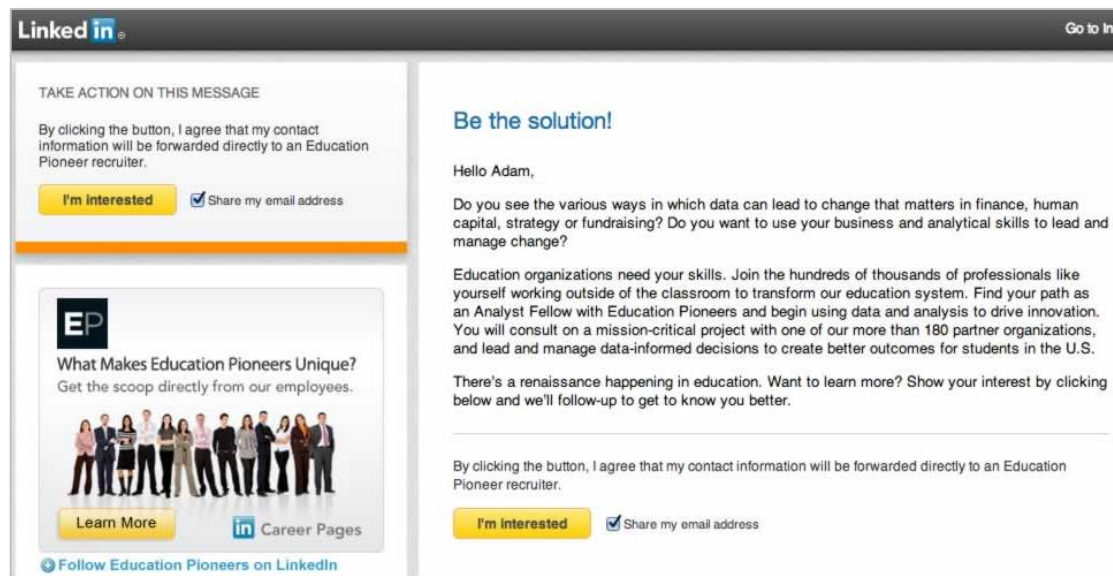 Linked in ®
Go to In
TAKE ACTION ON THIS MESSAGE
By clicking the button, I agree that my contact
information will be forwarded directly to an Education
Pioneer recruiter.
I'm interested
Share my email address
EP
What Makes Education Pioneers Unique?
Get the scoop directly from our employees.
Learn More
in Career Pages
Follow Education Pioneers on LinkedIn
Be the solution!
Hello Adam,
Do you see the various ways in which data can lead to change that matters in finance, human
capital, strategy or fundraising? Do you want to use your business and analytical skills to lead and
manage change?
Education organizations need your skills. Join the hundreds of thousands of professionals like
yourself working outside of the classroom to transform our education system. Find your path as
an Analyst Fellow with Education Pioneers and begin using data and analysis to drive innovation.
You will consult on a mission-critical project with one of our more than 180 partner organizations,
and lead and manage data-informed decisions to create better outcomes for students in the U.S.
There's a renaissance happening in education. Want to learn more? Show your interest by clicking
below and we'll follow-up to get to know you better.
By clicking the button, I agree that my contact information will be forwarded directly to an Education
Pioneer recruiter.
I'm interested
Share my email address